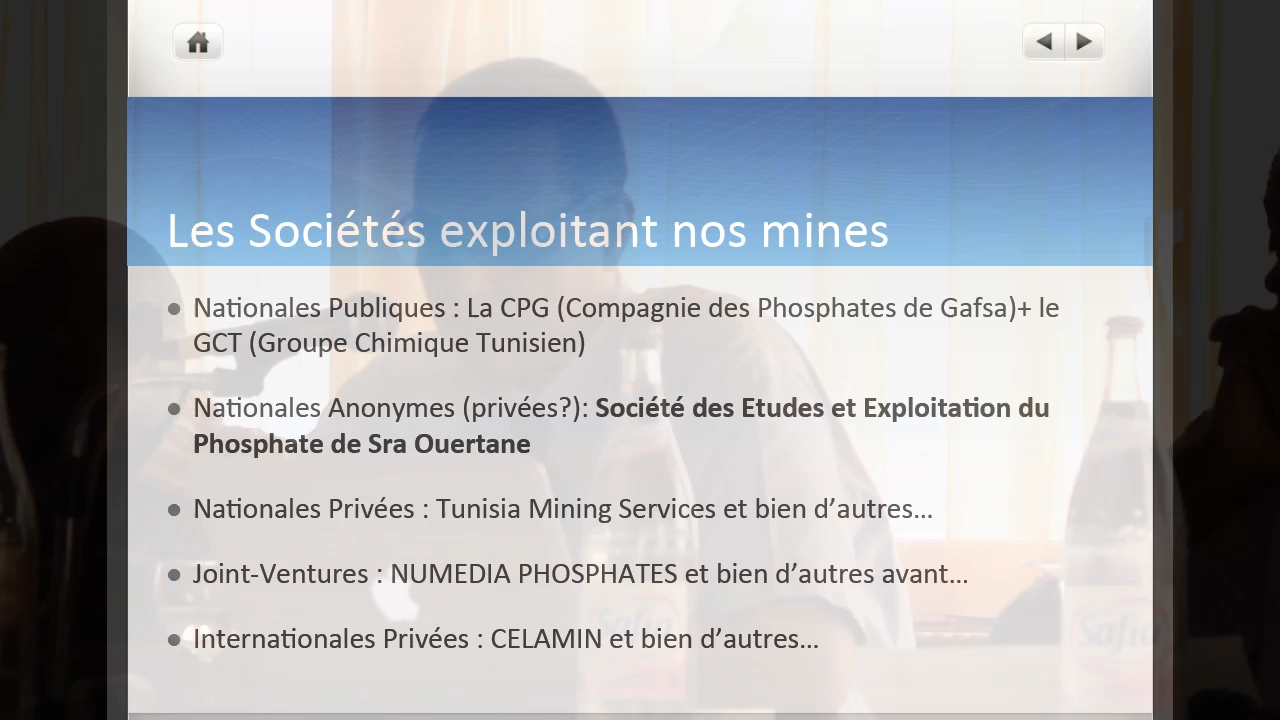 Les Sociétés exploitant nos mines
• Nationales Publiques : La CPG (Compagnie des Phosphates de Gafsa)+ le
GCT (Groupe Chimique Tunisien)
• Nationales Anonymes (privées?): Société des Etudes et Exploitation du
Phosphate de Sra Ouertane
• Nationales Privées : Tunisia Mining Services et bien d’autres…
• Joint-Ventures : NUMEDIA PHOSPHATES et bien d’autres avant…
• Internationales Privées : CELAMIN et bien d’autres…
Safia
Safia